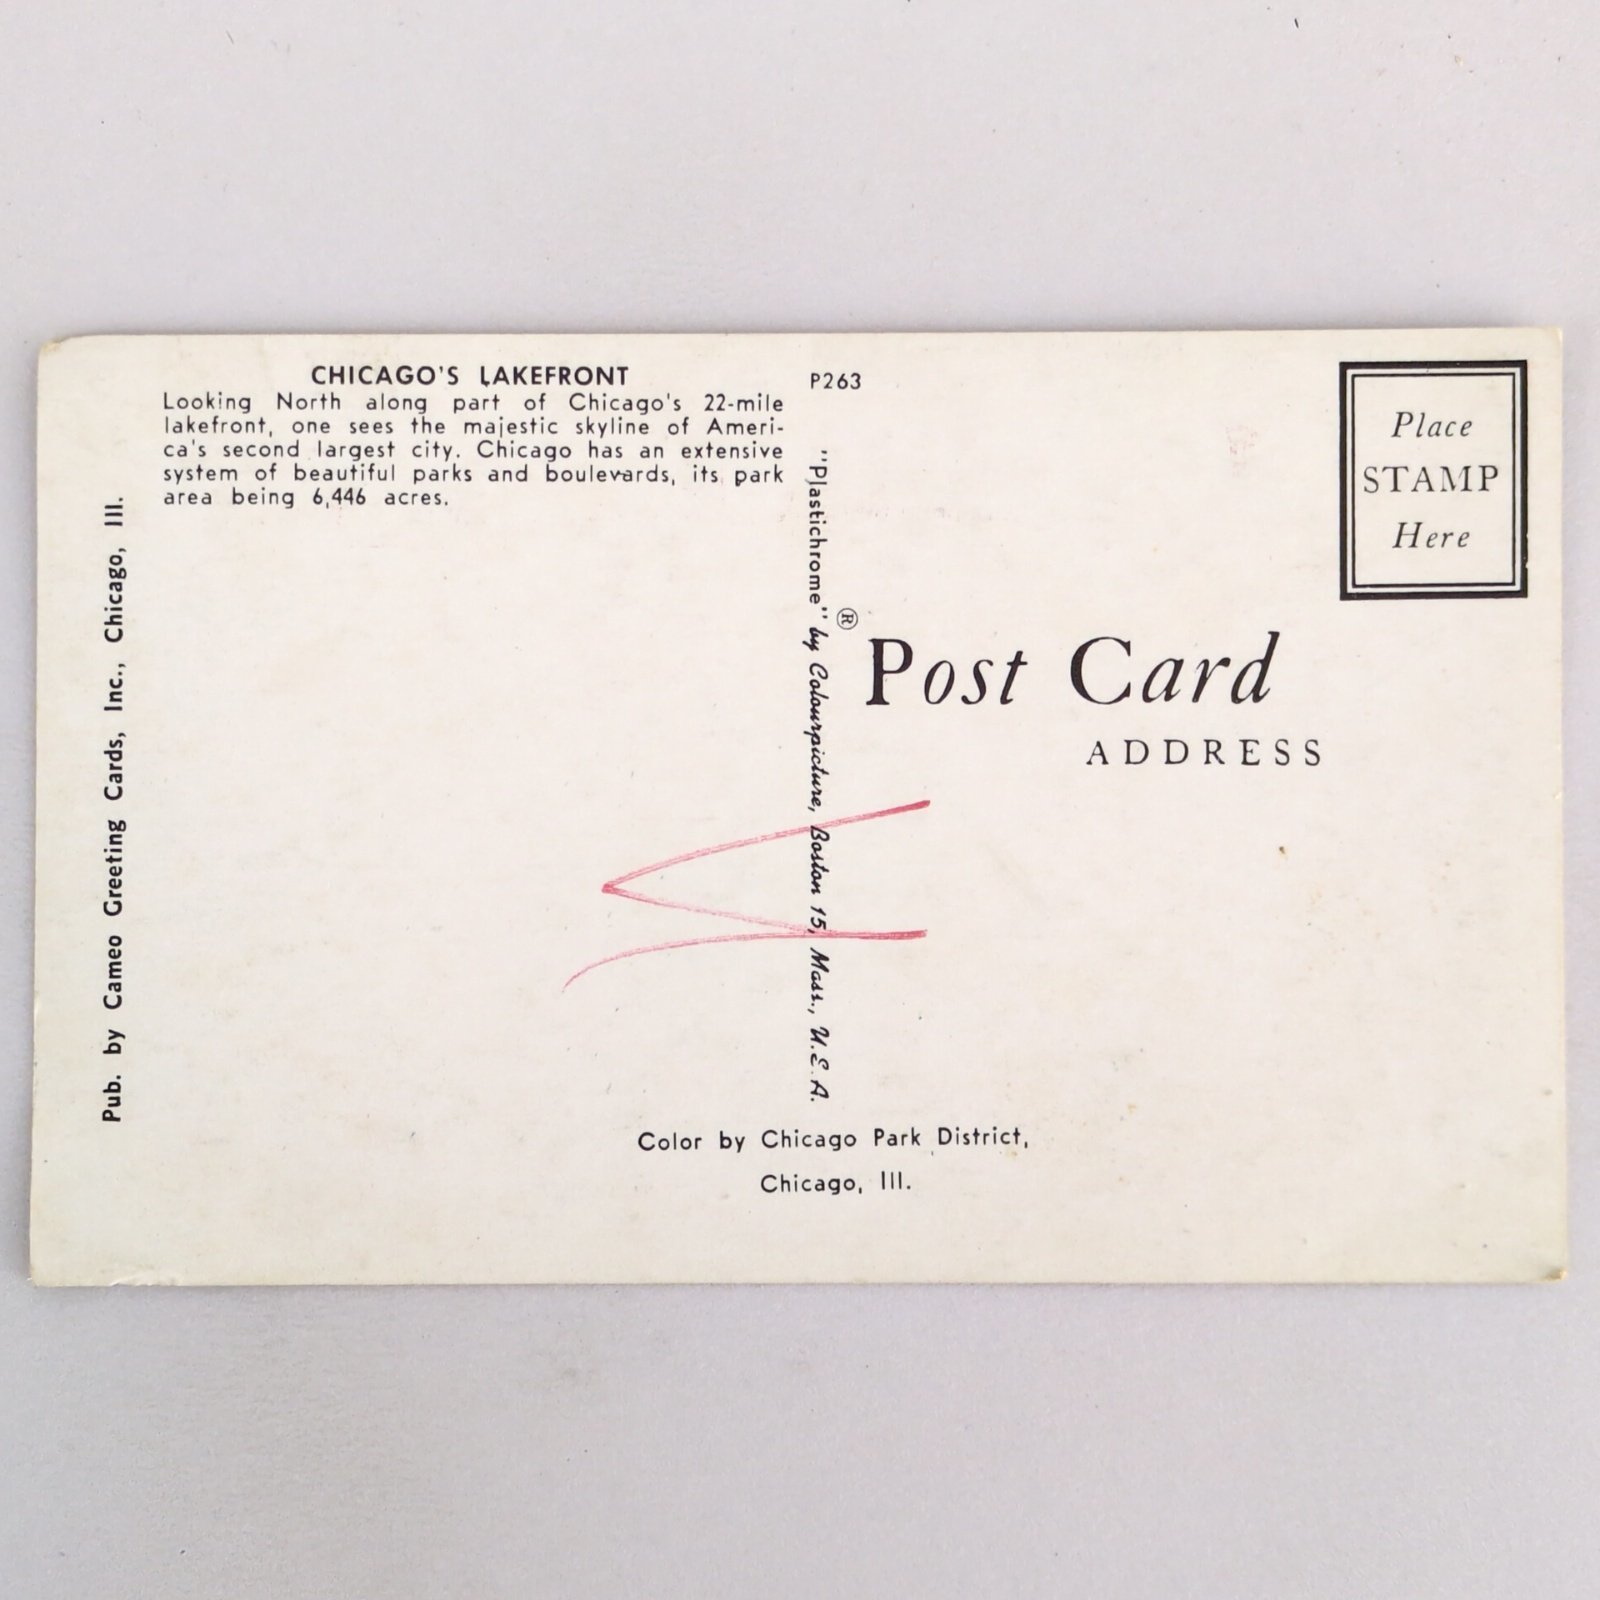 CHICAGO'S LAKEFRONT
Looking North along part of Chicago's 22-mile
lakefront, one sees the majestic skyline of Ameri-
ca's second largest city. Chicago has an extensive
system of beautiful parks and boulevards, its park
area being 6,446 acres.
Pub. by Cameo Greeting Cards, Inc., Chicago, Ill.
P263
"Plastichrome" ® by Colourpicture, Boston 15, Mass., U.S.A.
Place
STAMP
Here
Post Card
ADDRESS
Color by Chicago Park District,
Chicago, Ill.